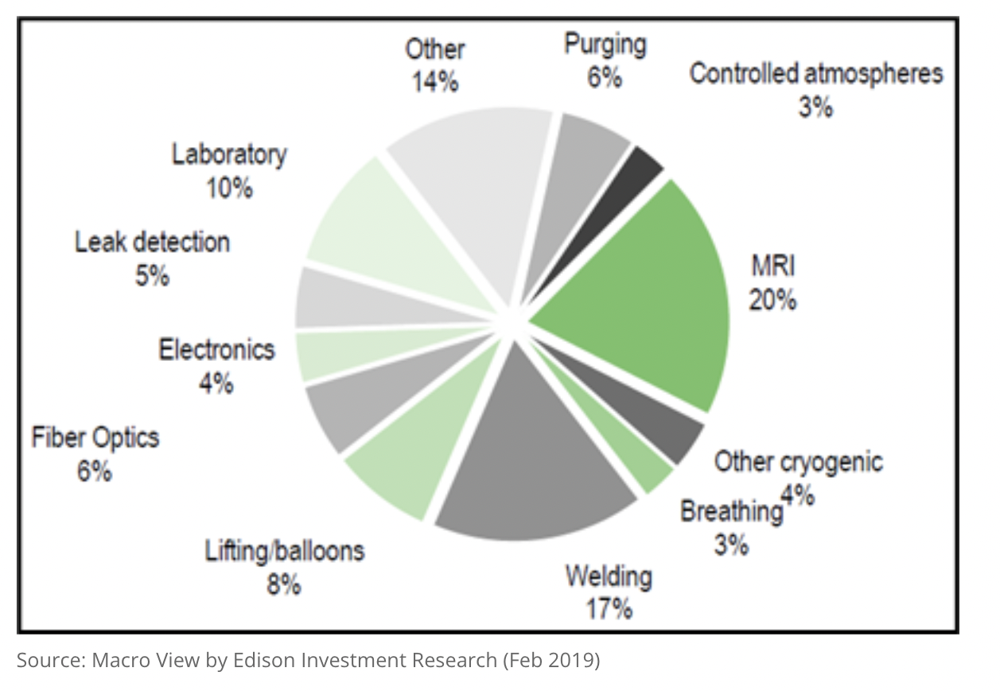 Other
14%
Purging
6%
Controlled atmospheres
3%
Laboratory
10%
Leak detection
5%
MRI
20%
Electronics
4%
Fiber Optics
6%
Other cryogenic
4%
Breathing
3%
Lifting/balloons
8%
Welding
17%
Source: Macro View by Edison Investment Research (Feb 2019)